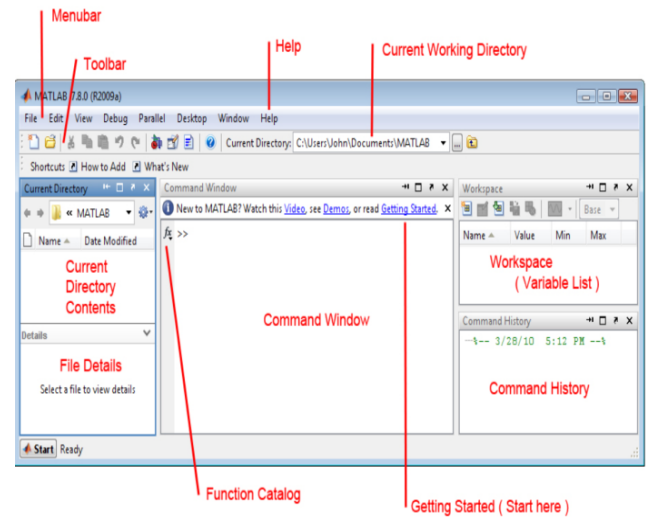 Menubar
Toolbar
Help
Current Working Directory
MATLAB 7.8.0 (R2009a)
File Edit View Debug Parallel Desktop Window Help
Current Directory: C:\Users\John\Documents\MATLAB
Shortcuts How to Add What's New
Current Directory
« MATLAB
Name Date Modified
Current
Directory
Contents
Details
File Details
Select a file to view details
Command Window
New to MATLAB? Watch this Video, see Demos, or read Getting Started.
fx >>
Command Window
Workspace
Base
Name Value Min Max
Workspace
( Variable List )
Command History
%-- 3/28/10 5:12 PM --%
Command History
Start Ready
Function Catalog
Getting Started ( Start here )